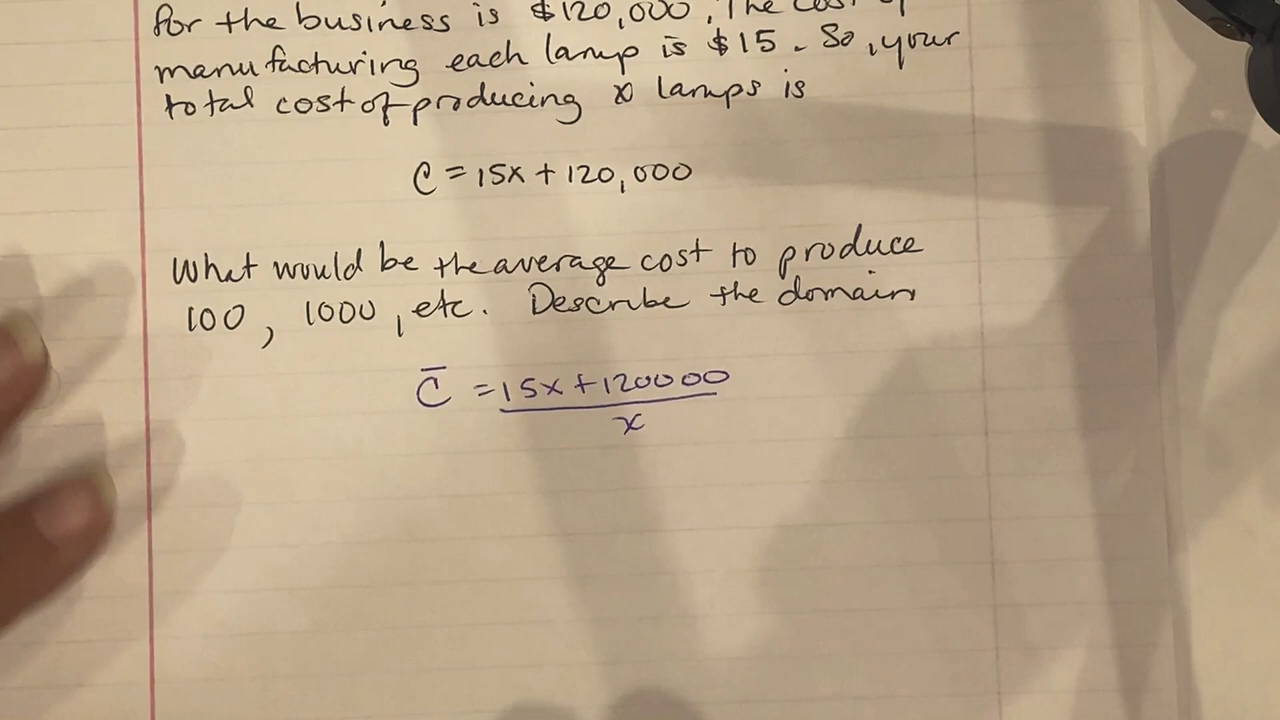 for the business is $120,000. The cost of
manufacturing each lamp is $15. So, your
total cost of producing x lamps is
C = 15x + 120,000
What would be the average cost to produce
100, 1000, etc. Describe the domain
C̅ = 15x + 120000
x